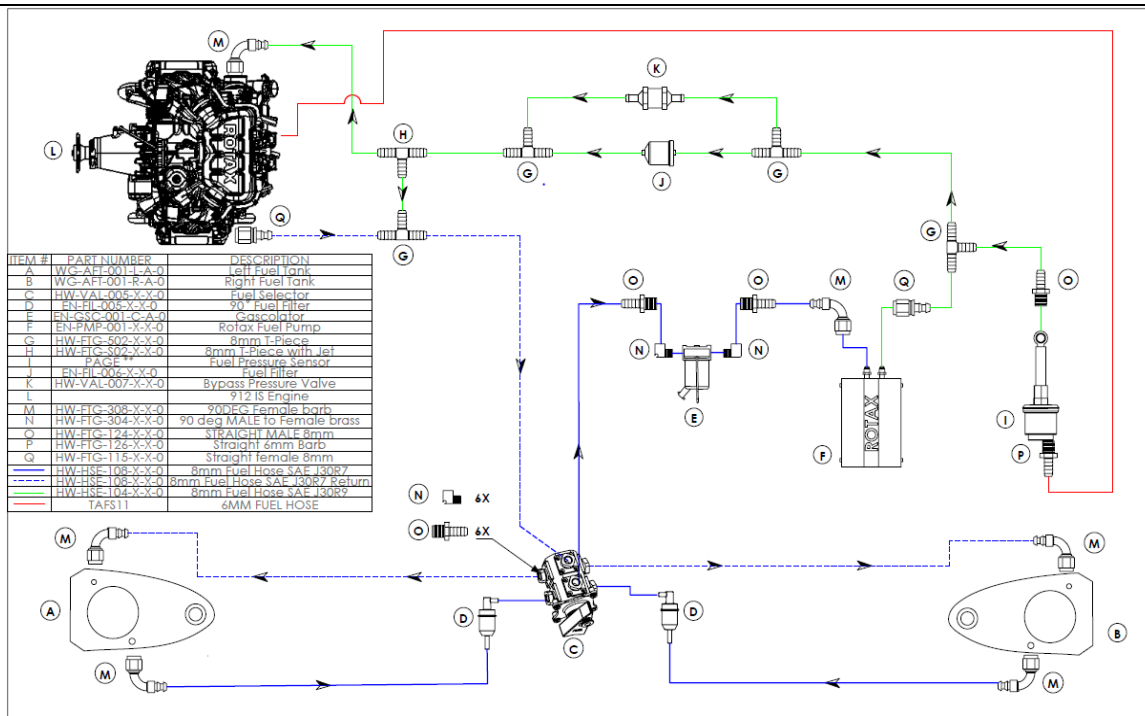 M
K
L
ROTAX
H
G
J
G
G
Q
G
O
O
M
Q
O
N
N
E
ROTAX
F
I
P
ITEM # PART NUMBER DESCRIPTION
A WG-AFT-001-L-A-0 Left Fuel Tank
B WG-AFT-001-R-A-0 Right Fuel Tank
C HW-VAL-005-X-X-0 Fuel Selector
D EN-FIL-005-X-X-0 90° Fuel Filter
E EN-GSC-001-C-A-0 Gascolator
F EN-PMP-001-X-X-0 Rotax Fuel Pump
G HW-FTG-502-X-X-0 8mm T-Piece
H HW-FTG-S02-X-X-0 8mm T-Piece with Jet
I PAGE ** Fuel Pressure Sensor
J EN-FIL-006-X-X-0 Fuel Filter
K HW-VAL-007-X-X-0 Bypass Pressure Valve
L 912 IS Engine
M HW-FTG-308-X-X-0 90DEG Female barb
N HW-FTG-304-X-X-0 90 deg MALE to Female brass
O HW-FTG-124-X-X-0 STRAIGHT MALE 8mm
P HW-FTG-126-X-X-0 Straight 6mm Barb
Q HW-FTG-115-X-X-0 Straight female 8mm
HW-HSE-108-X-X-0 8mm Fuel Hose SAE J30R7
HW-HSE-108-X-X-0 8mm Fuel Hose SAE J30R7 Return
HW-HSE-104-X-X-0 8mm Fuel Hose SAE J30R9
TAFS11 6MM FUEL HOSE
N 6X
O 6X
M
M
A
D
D
B
C
M
M